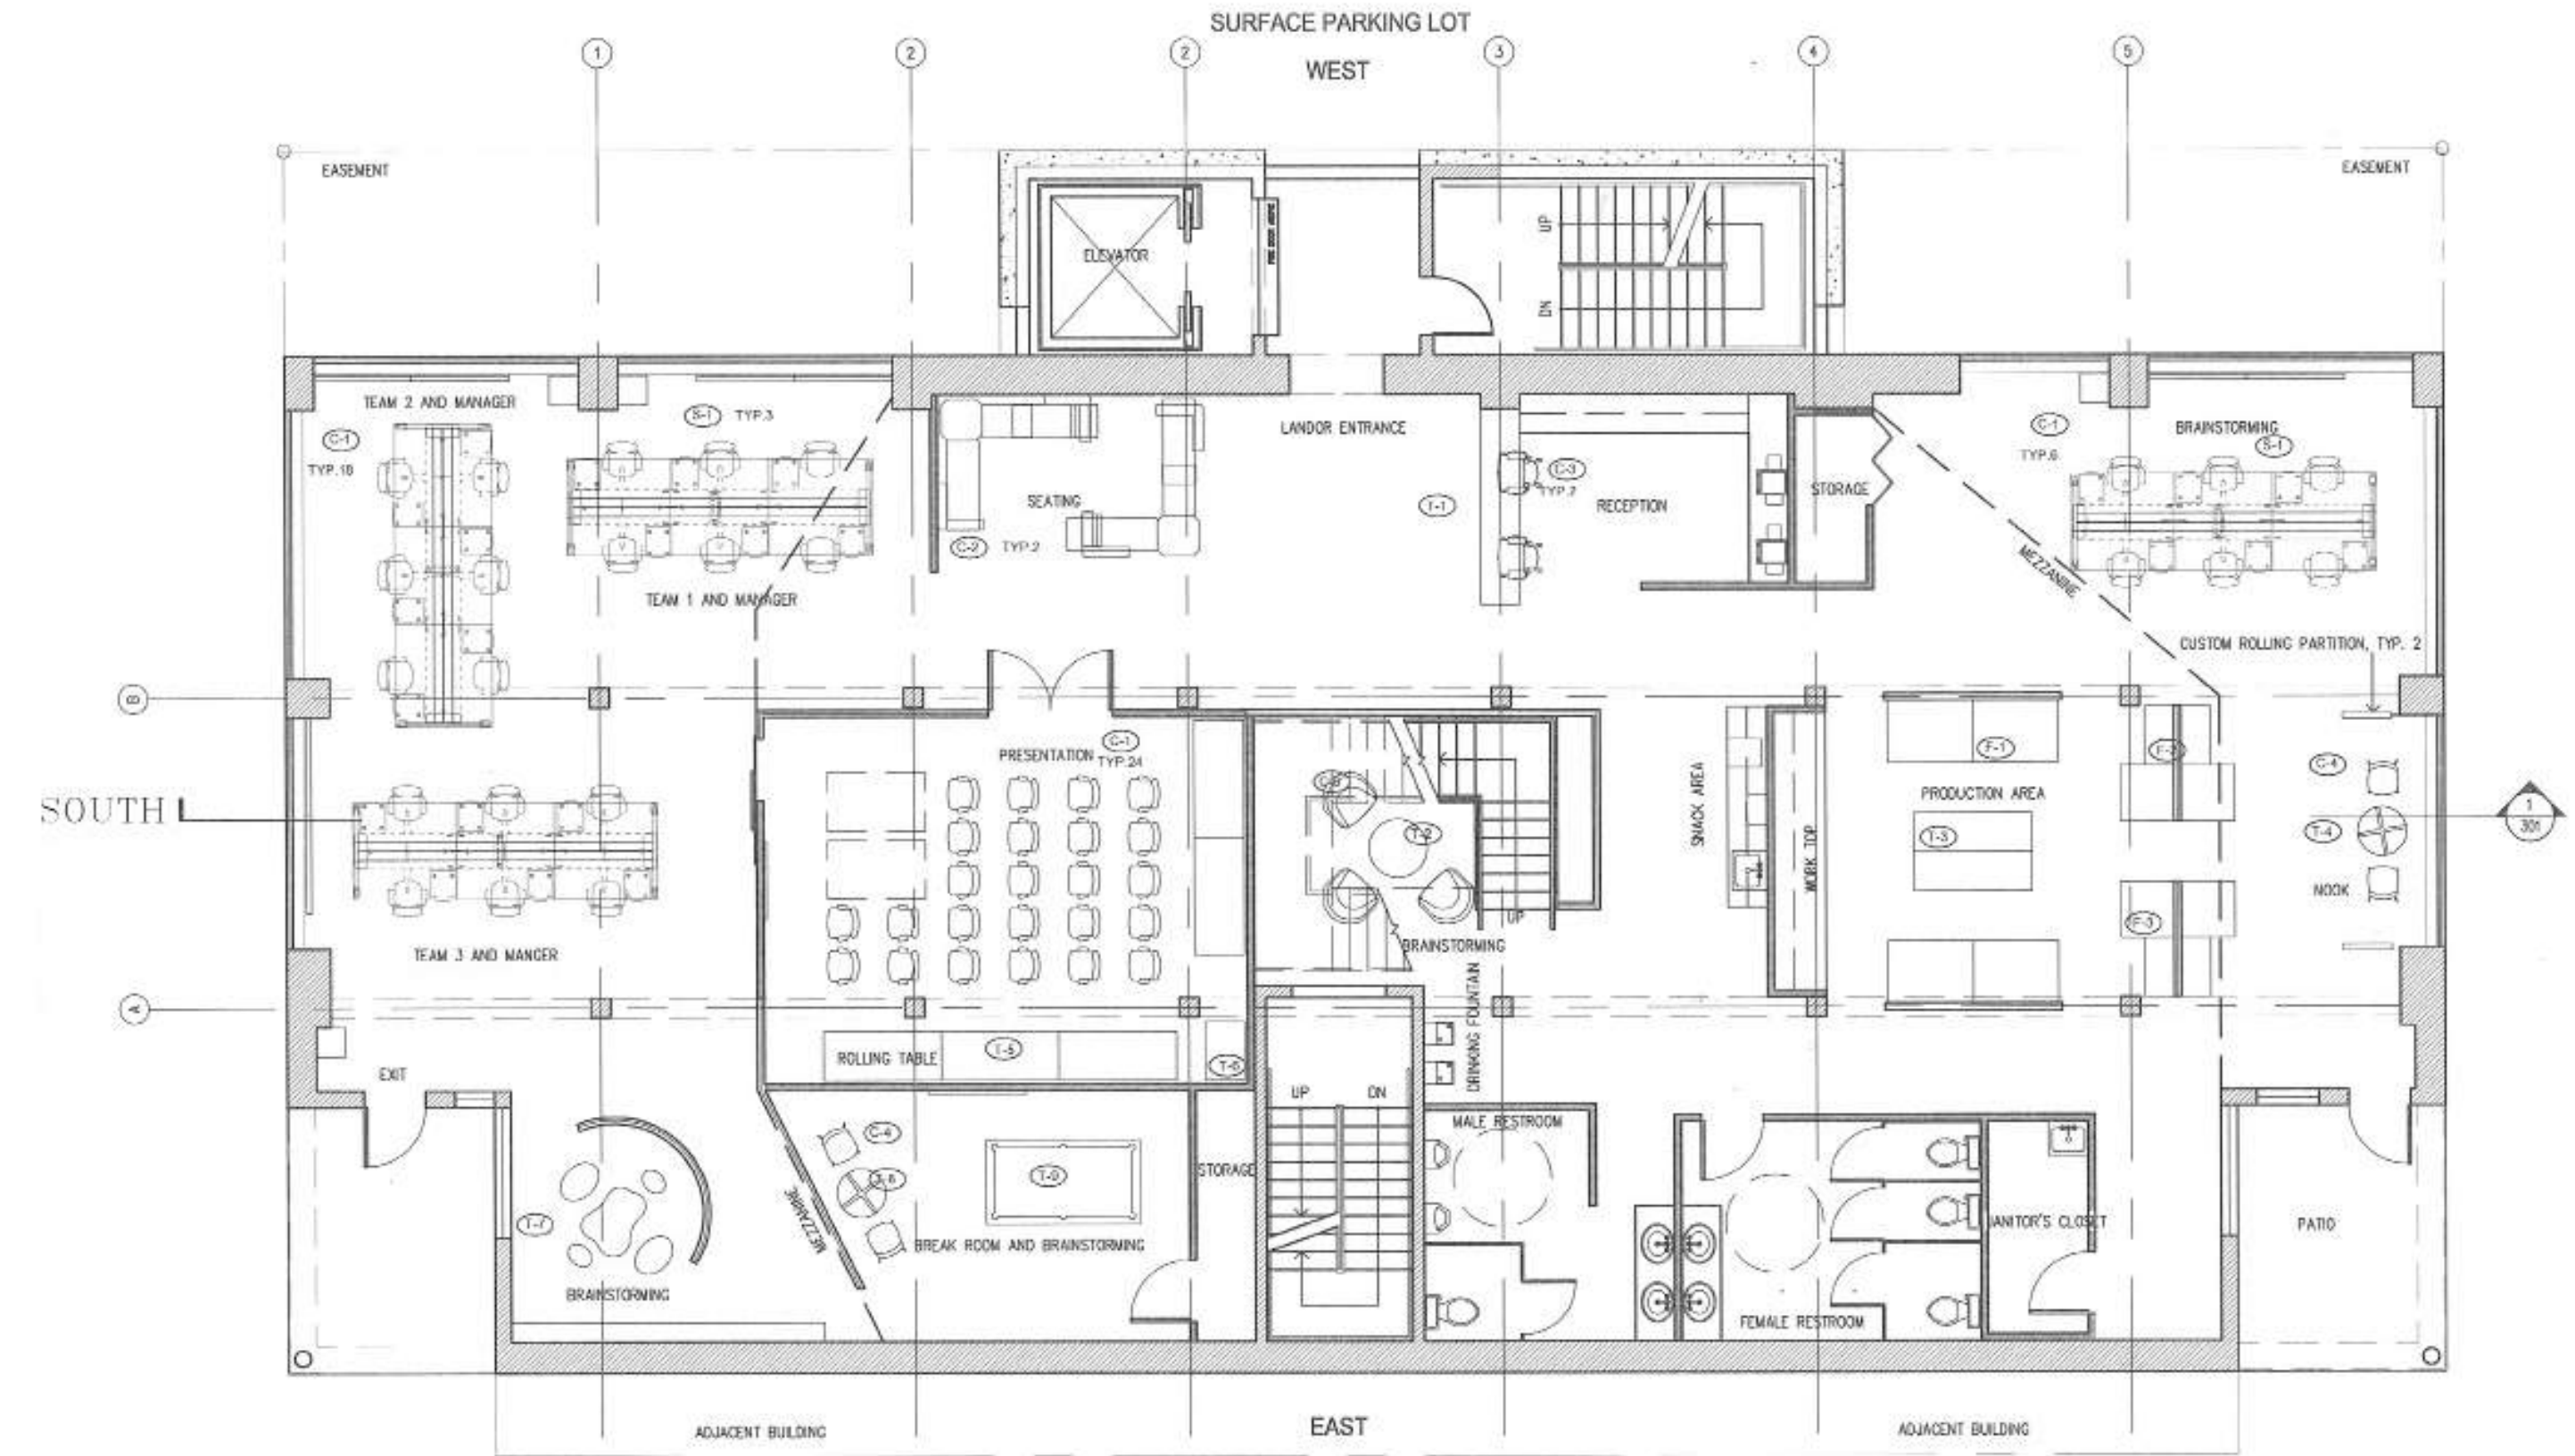 SURFACE PARKING LOT
WEST
1
2
2
3
4
5
EASEMENT
EASEMENT
ELEVATOR
UP
DN
TEAM 2 AND MANAGER
C-1
TYP.18
S-1 TYP.3
SEATING
C-2 TYP.2
TEAM 1 AND MANAGER
LANDOR ENTRANCE
T-1
C-3
TYP.2
RECEPTION
STORAGE
C-1
TYP.6
BRAINSTORMING
S-1
MEZZANINE
CUSTOM ROLLING PARTITION, TYP. 2
B
SOUTH
TEAM 3 AND MANGER
PRESENTATION
C-1
TYP.24
T-2
UP
BRAINSTORMING
SNACK AREA
WORK TOP
F-1
F-2
PRODUCTION AREA
T-3
F-3
C-4
T-4
NOOK
1
301
A
EXIT
ROLLING TABLE
T-5
T-6
DRINKING FOUNTAIN
UP
DN
MALE RESTROOM
C-4
T-9
STORAGE
T-7
MEZZANINE
BREAK ROOM AND BRAINSTORMING
BRAINSTORMING
FEMALE RESTROOM
JANITOR'S CLOSET
PATIO
ADJACENT BUILDING
EAST
ADJACENT BUILDING